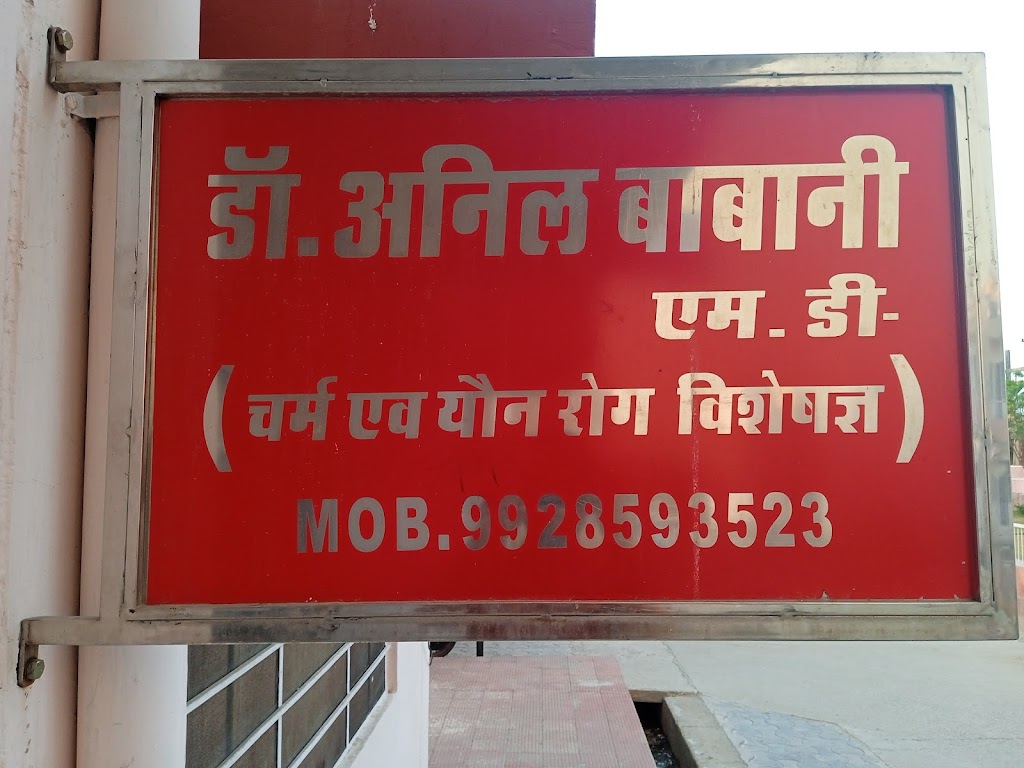 डॉ. अनिल बाबानी
एम. डी-
(चर्म एव यौन रोग विशेषज्ञ)
MOB. 9928593523